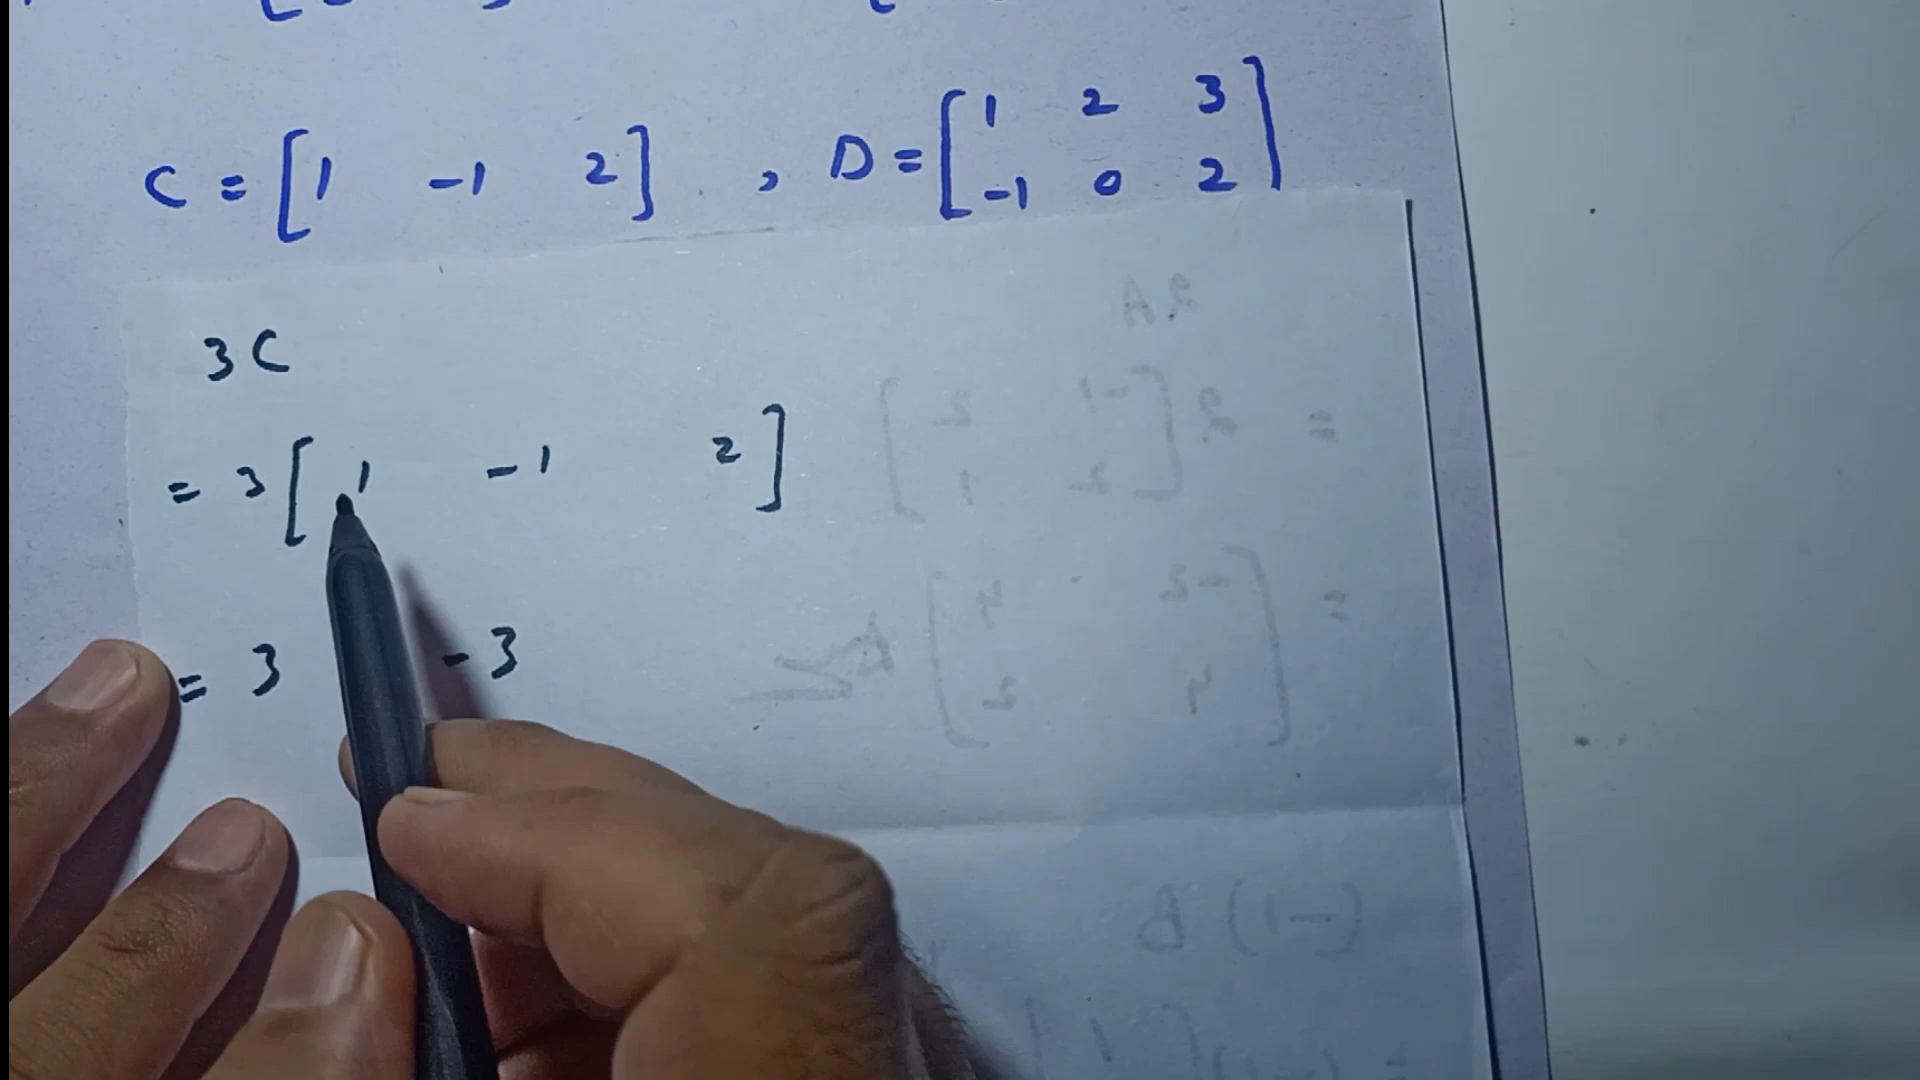 C = [ 1 -1 2 ] , D = [ 1 2 3
-1 0 2 ]
3C
= 3 [ 1 -1 2 ]
= 3 -3